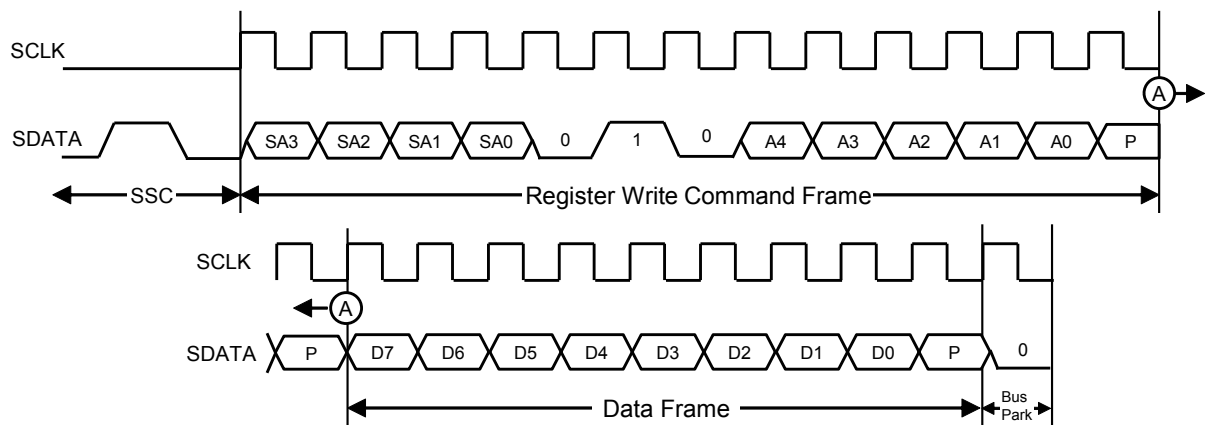 SCLK
A
SDATA SA3 SA2 SA1 SA0 0 1 0 A4 A3 A2 A1 A0 P
SSC Register Write Command Frame
SCLK
A
SDATA P D7 D6 D5 D4 D3 D2 D1 D0 P 0
Data Frame Bus
Park